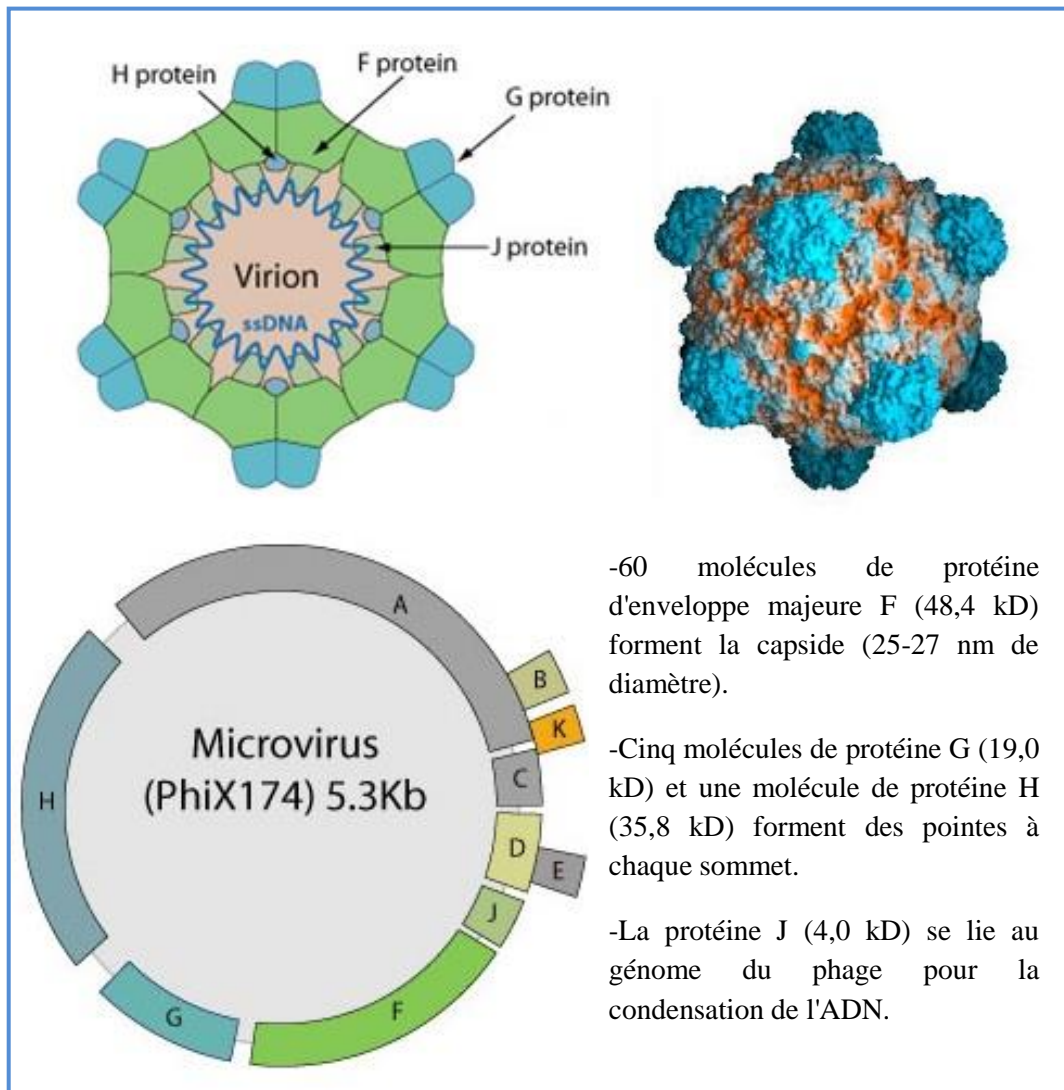 H protein
F protein
G protein
J protein
Virion
ssDNA
-60 molécules de protéine
d'enveloppe majeure F (48,4 kD)
forment la capside (25-27 nm de
diamètre).
-Cinq molécules de protéine G (19,0
kD) et une molécule de protéine H
(35,8 kD) forment des pointes à
chaque sommet.
-La protéine J (4,0 kD) se lie au
génome du phage pour la
condensation de l'ADN.
A
B
K
C
D
E
J
F
G
H
Microvirus
(PhiX174) 5.3Kb